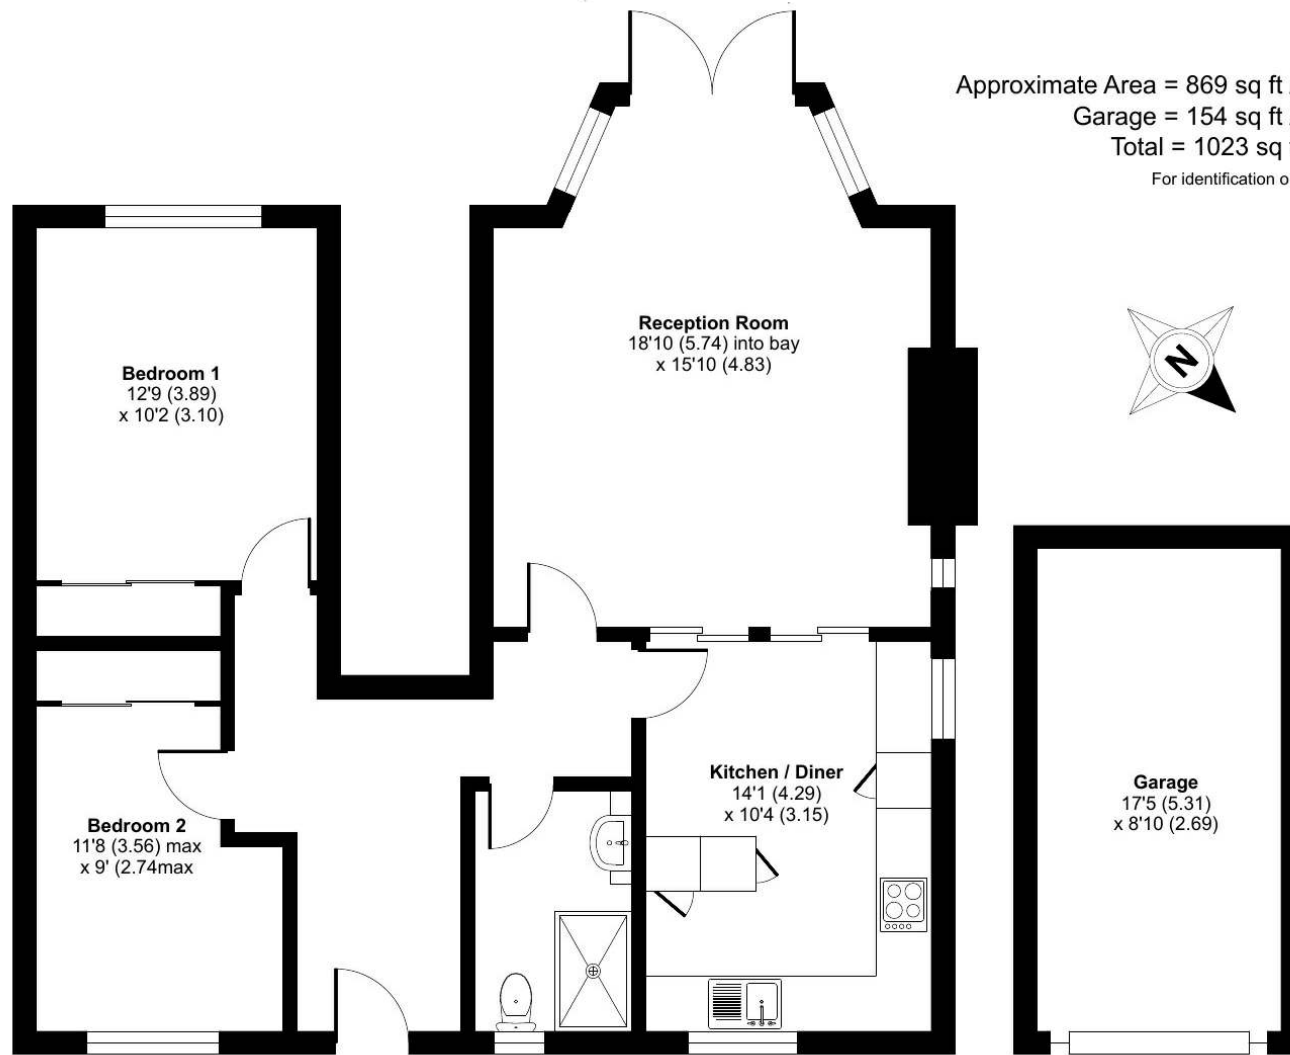 Approximate Area = 869 sq ft
Garage = 154 sq ft
Total = 1023 sq
For identification o
Reception Room
18'10 (5.74) into bay
x 15'10 (4.83)
Bedroom 1
12'9 (3.89)
x 10'2 (3.10)
N
Kitchen / Diner
14'1 (4.29)
x 10'4 (3.15)
Garage
17'5 (5.31)
x 8'10 (2.69)
Bedroom 2
11'8 (3.56) max
x 9' (2.74max